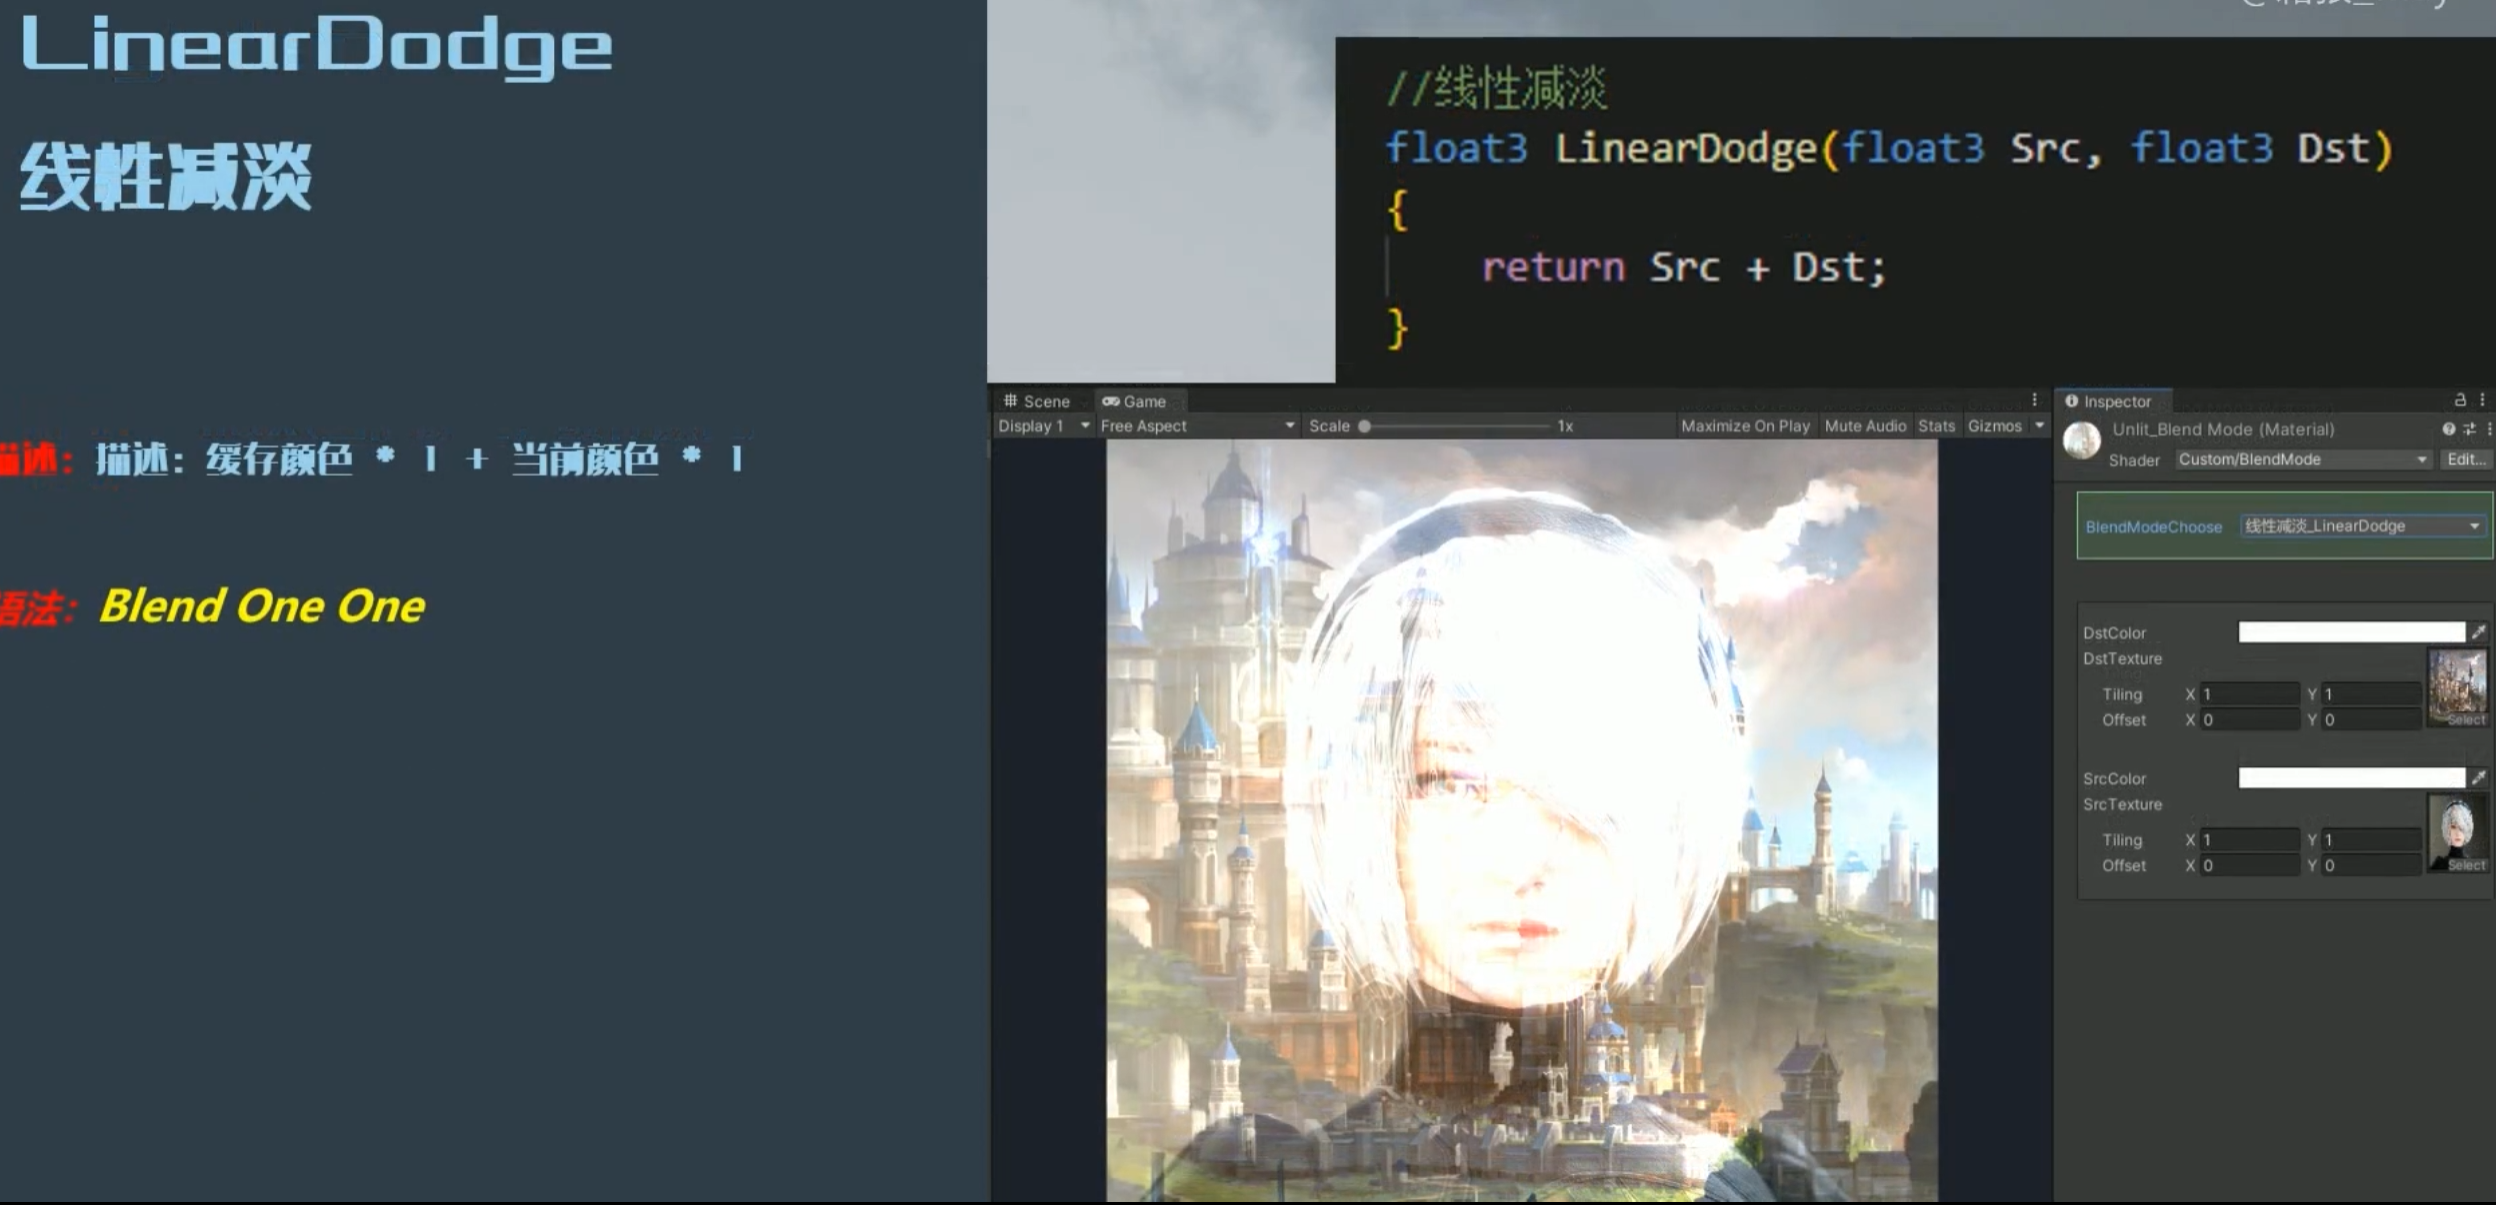 LinearDodge
线性减淡
描述: 描述: 缓存颜色 * 1 + 当前颜色 * 1
语法: Blend One One
//线性减淡
float3 LinearDodge(float3 Src, float3 Dst)
{
return Src + Dst;
}
Scene Game
Display 1 Free Aspect Scale 1x Maximize On Play Mute Audio Stats Gizmos
Inspector
Unlit_Blend Mode (Material)
Shader Custom/BlendMode Edit...
BlendModeChoose 线性减淡_LinearDodge
DstColor
DstTexture
Tiling X 1 Y 1
Offset X 0 Y 0
Select
SrcColor
SrcTexture
Tiling X 1 Y 1
Offset X 0 Y 0
Select